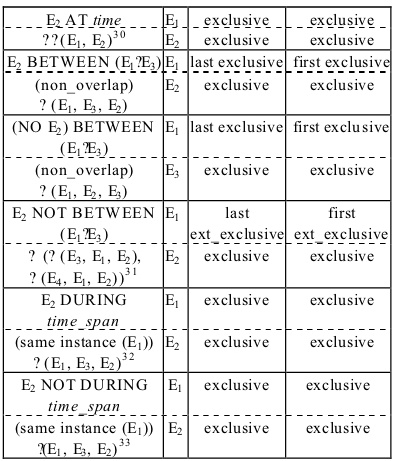 E2 AT time E1 exclusive exclusive
??(E1, E2)30 E2 exclusive exclusive
E2 BETWEEN (E1?E3) E1 last exclusive first exclusive
(non_overlap) E2 exclusive exclusive
? (E1, E3, E2)
(NO E2) BETWEEN E1 last exclusive first exclusive
(E1?E3)
(non_overlap) E3 exclusive exclusive
? (E1, E2, E3)
E2 NOT BETWEEN E1 last first
(E1?E3) ext_exclusive ext_exclusive
? (? (E3, E1, E2), E2 exclusive exclusive
? (E4, E1, E2))31
E2 DURING E1 exclusive exclusive
time_span
(same instance (E1)) E2 exclusive exclusive
? (E1, E3, E2)32
E2 NOT DURING E1 exclusive exclusive
time_span
(same instance (E1)) E2 exclusive exclusive
?(E1, E3, E2)33